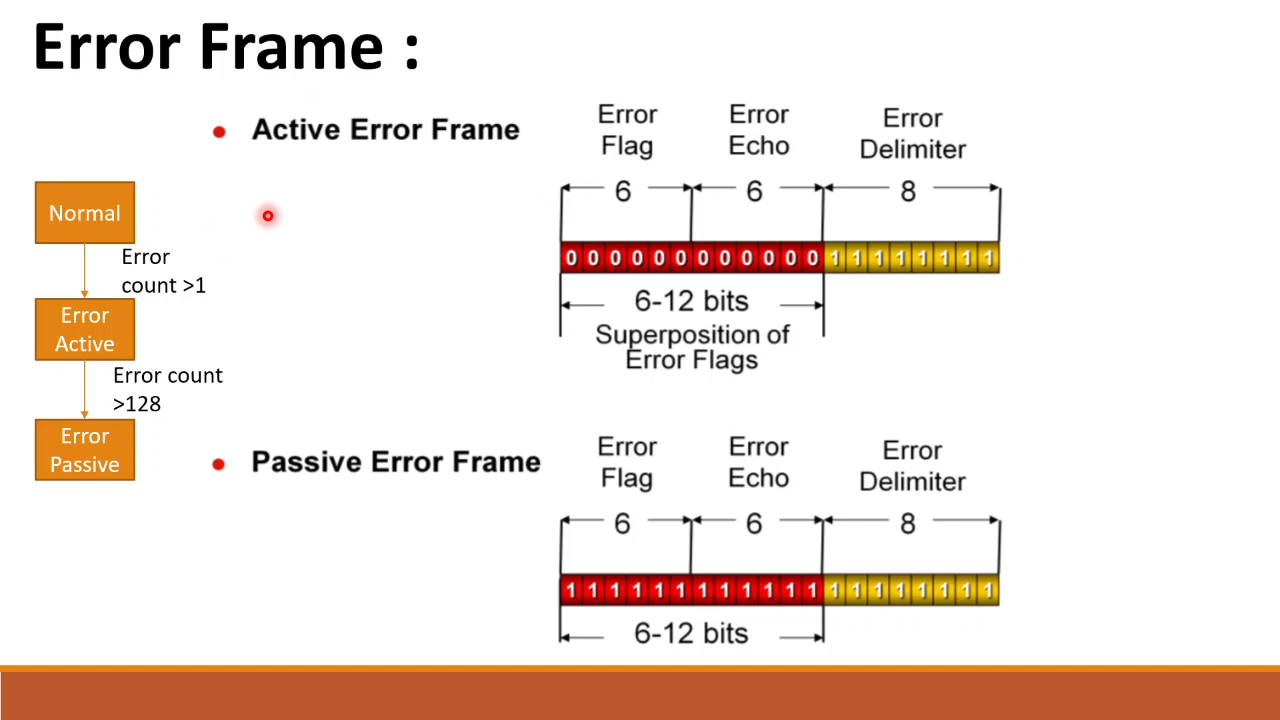 Error Frame :
• Active Error Frame
Error
Flag
Error
Echo
Error
Delimiter
6
6
8
0 0 0 0 0 0 0 0 0 0 0 0 1 1 1 1 1 1 1 1
6-12 bits
Superposition of
Error Flags
Normal
Error
count >1
Error
Active
Error count
>128
Error
Passive
• Passive Error Frame
Error
Flag
Error
Echo
Error
Delimiter
6
6
8
1 1 1 1 1 1 1 1 1 1 1 1 1 1 1 1 1 1 1 1
6-12 bits